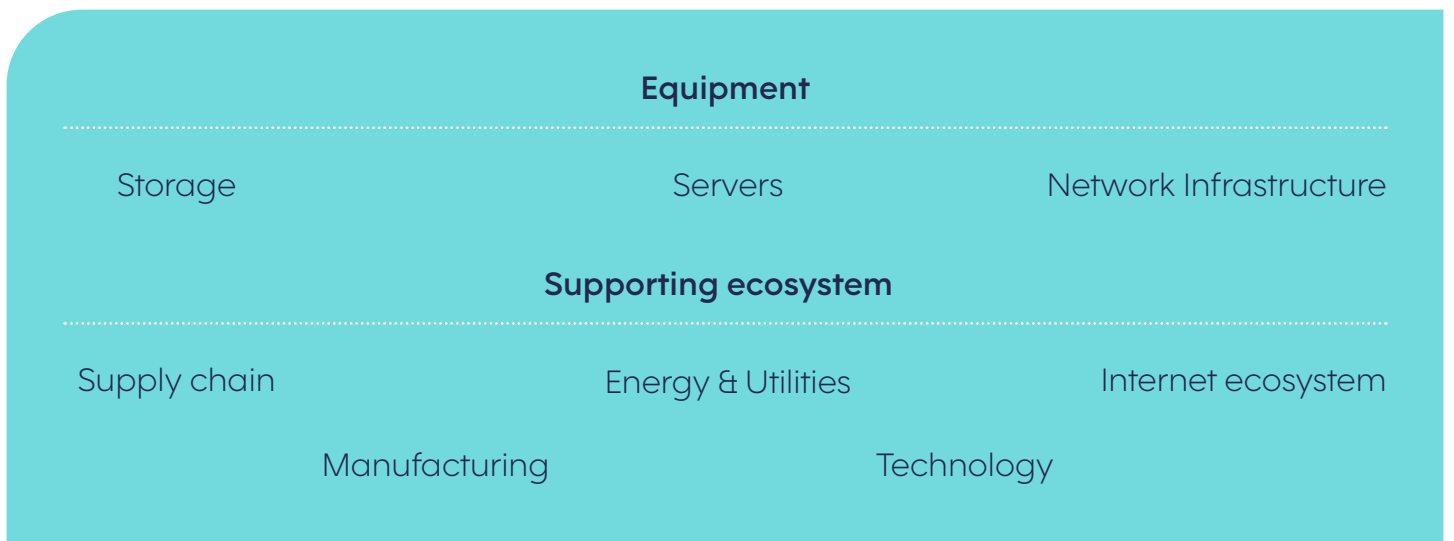 Equipment
Storage Servers Network Infrastructure
Supporting ecosystem
Supply chain Energy & Utilities Internet ecosystem
Manufacturing Technology